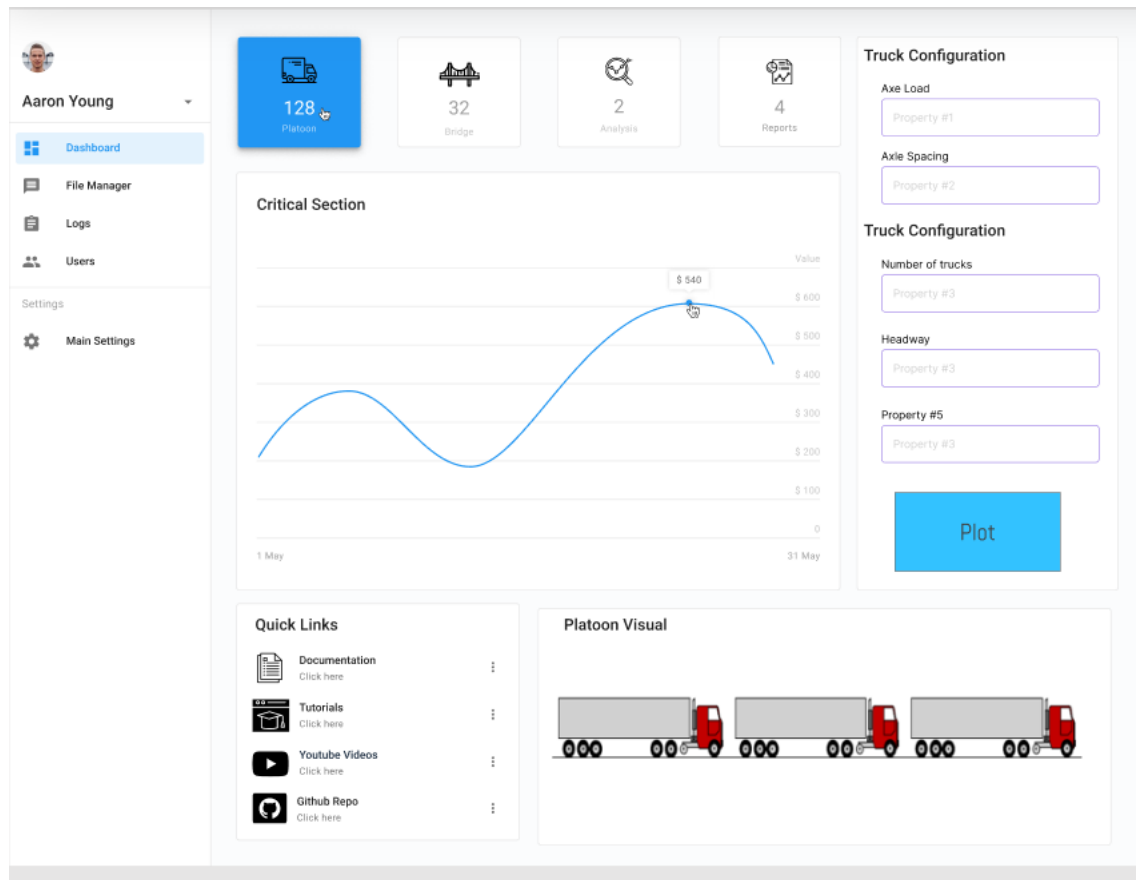 Aaron Young
Dashboard
File Manager
Logs
Users
Settings
Main Settings
128
Platoon
32
Bridge
2
Analysis
4
Reports
Critical Section
Value
$ 540
$ 600
$ 500
$ 400
$ 300
$ 200
$ 100
0
1 May
31 May
Truck Configuration
Axe Load
Property #1
Axle Spacing
Property #2
Truck Configuration
Number of trucks
Property #3
Headway
Property #3
Property #5
Property #3
Plot
Quick Links
Documentation
Click here
Tutorials
Click here
Youtube Videos
Click here
Github Repo
Click here
Platoon Visual